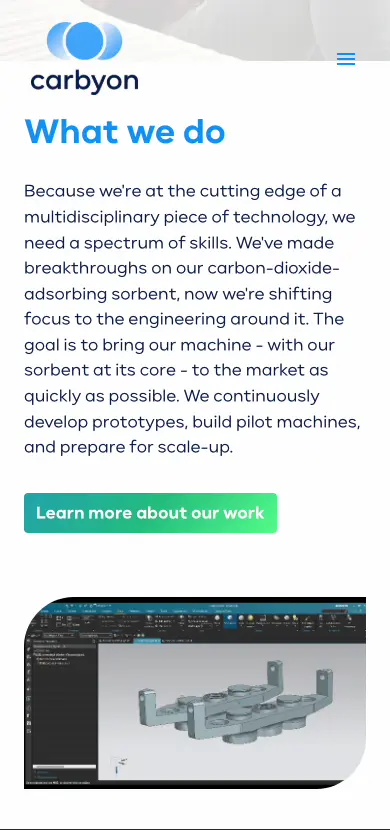 carbyon
What we do
Because we're at the cutting edge of a
multidisciplinary piece of technology, we
need a spectrum of skills. We've made
breakthroughs on our carbon-dioxide-
adsorbing sorbent, now we're shifting
focus to the engineering around it. The
goal is to bring our machine - with our
sorbent at its core - to the market as
quickly as possible. We continuously
develop prototypes, build pilot machines,
and prepare for scale-up.
Learn more about our work